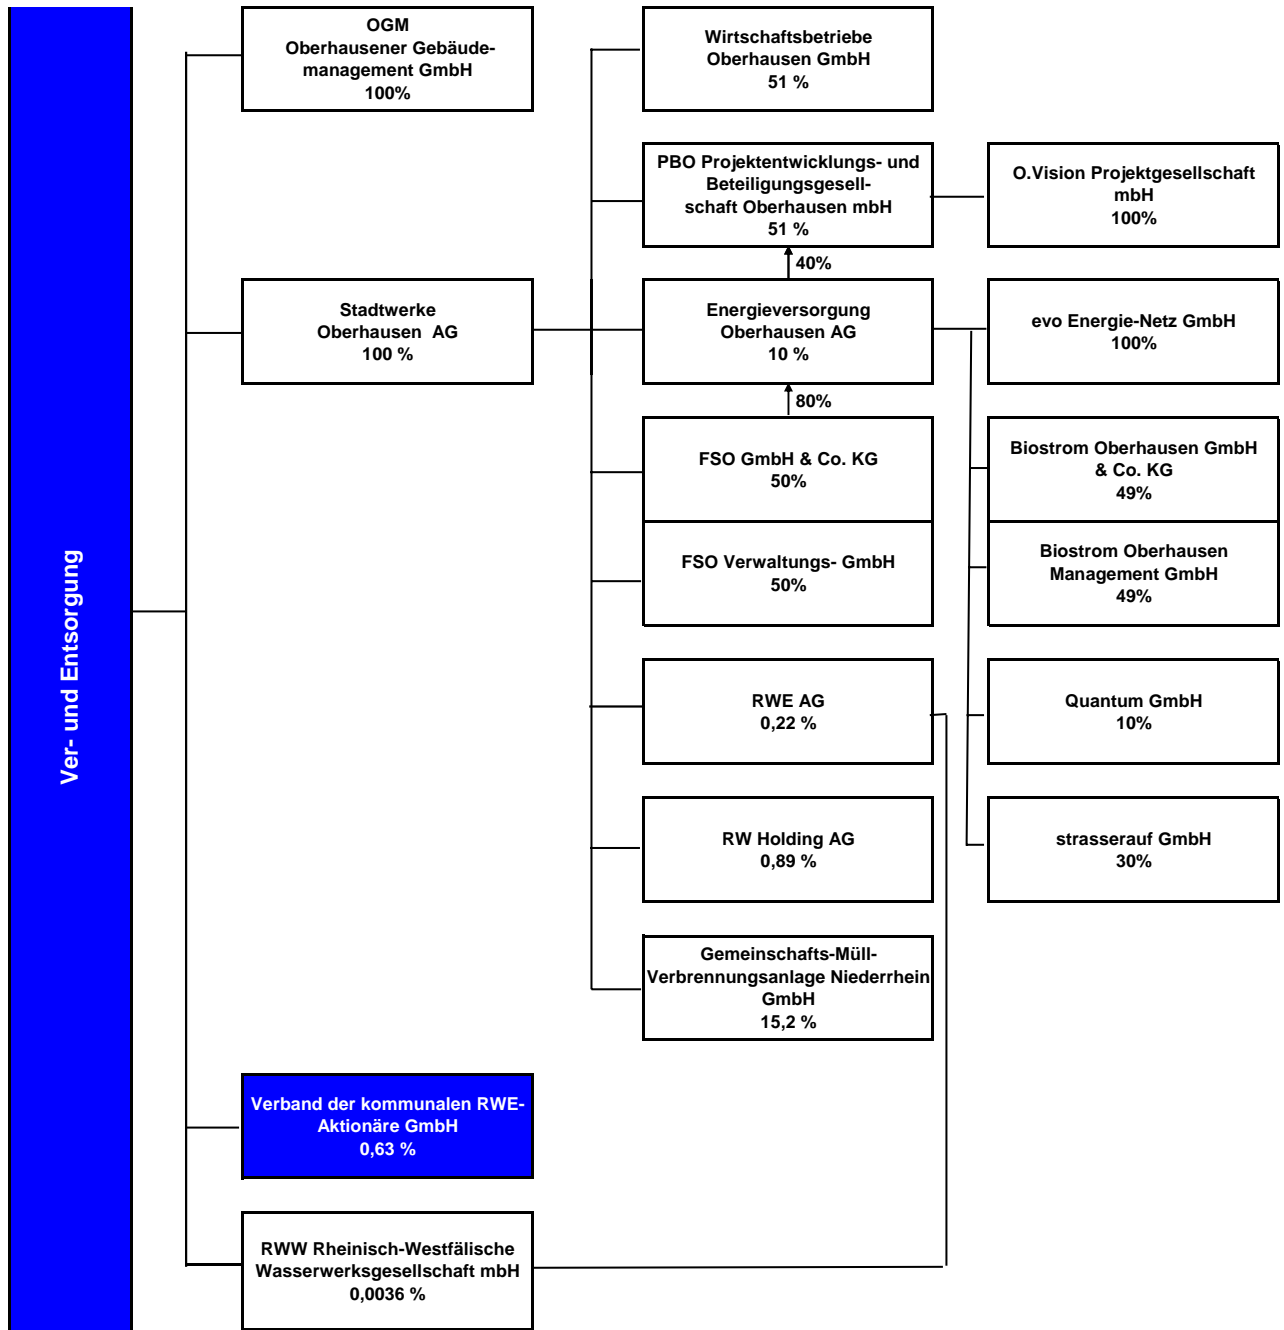 Ver- und Entsorgung
OGM
Oberhausener Gebäude-
management GmbH
100%
Stadtwerke
Oberhausen AG
100 %
Verband der kommunalen RWE-
Aktionäre GmbH
0,63 %
RWW Rheinisch-Westfälische
Wasserwerksgesellschaft mbH
0,0036 %
Wirtschaftsbetriebe
Oberhausen GmbH
51 %
PBO Projektentwicklungs- und
Beteiligungsgesell-
schaft Oberhausen mbH
51 %
40%
Energieversorgung
Oberhausen AG
10 %
80%
FSO GmbH & Co. KG
50%
FSO Verwaltungs- GmbH
50%
RWE AG
0,22 %
RW Holding AG
0,89 %
Gemeinschafts-Müll-
Verbrennungsanlage Niederrhein
GmbH
15,2 %
O.Vision Projektgesellschaft
mbH
100%
evo Energie-Netz GmbH
100%
Biostrom Oberhausen GmbH
& Co. KG
49%
Biostrom Oberhausen
Management GmbH
49%
Quantum GmbH
10%
strasserauf GmbH
30%